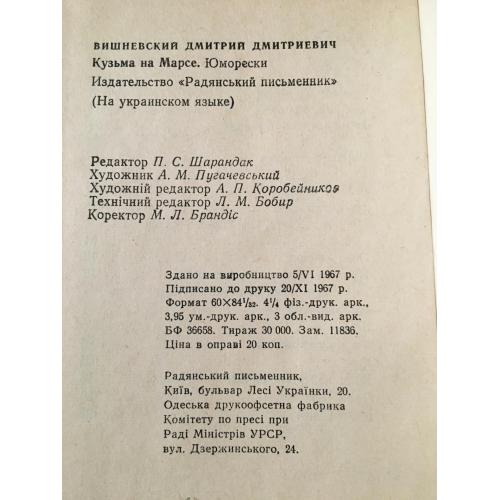 ВИШНЕВСКИЙ ДМИТРИЙ ДМИТРИЕВИЧ
Кузьма на Марсе. Юморески
Издательство «Радянський письменник»
(На украинском языке)
Редактор П. С. Шарандак
Художник А. М. Пугачевський
Художній редактор А. П. Коробейников
Технічний редактор Л. М. Бобир
Коректор М. Л. Брандіс
Здано на виробництво 5/VI 1967 р.
Підписано до друку 20/XI 1967 р.
Формат 60×84 1/32. 4 1/4 фіз.-друк. арк.,
3,95 ум.-друк. арк., 3 обл.-вид. арк.
БФ 36658. Тираж 30 000. Зам. 11836.
Ціна в оправі 20 коп.
Радянський письменник,
Київ, бульвар Лесі Українки, 20.
Одеська друкоофсетна фабрика
Комітету по пресі при
Раді Міністрів УРСР,
вул. Дзержинського, 24.